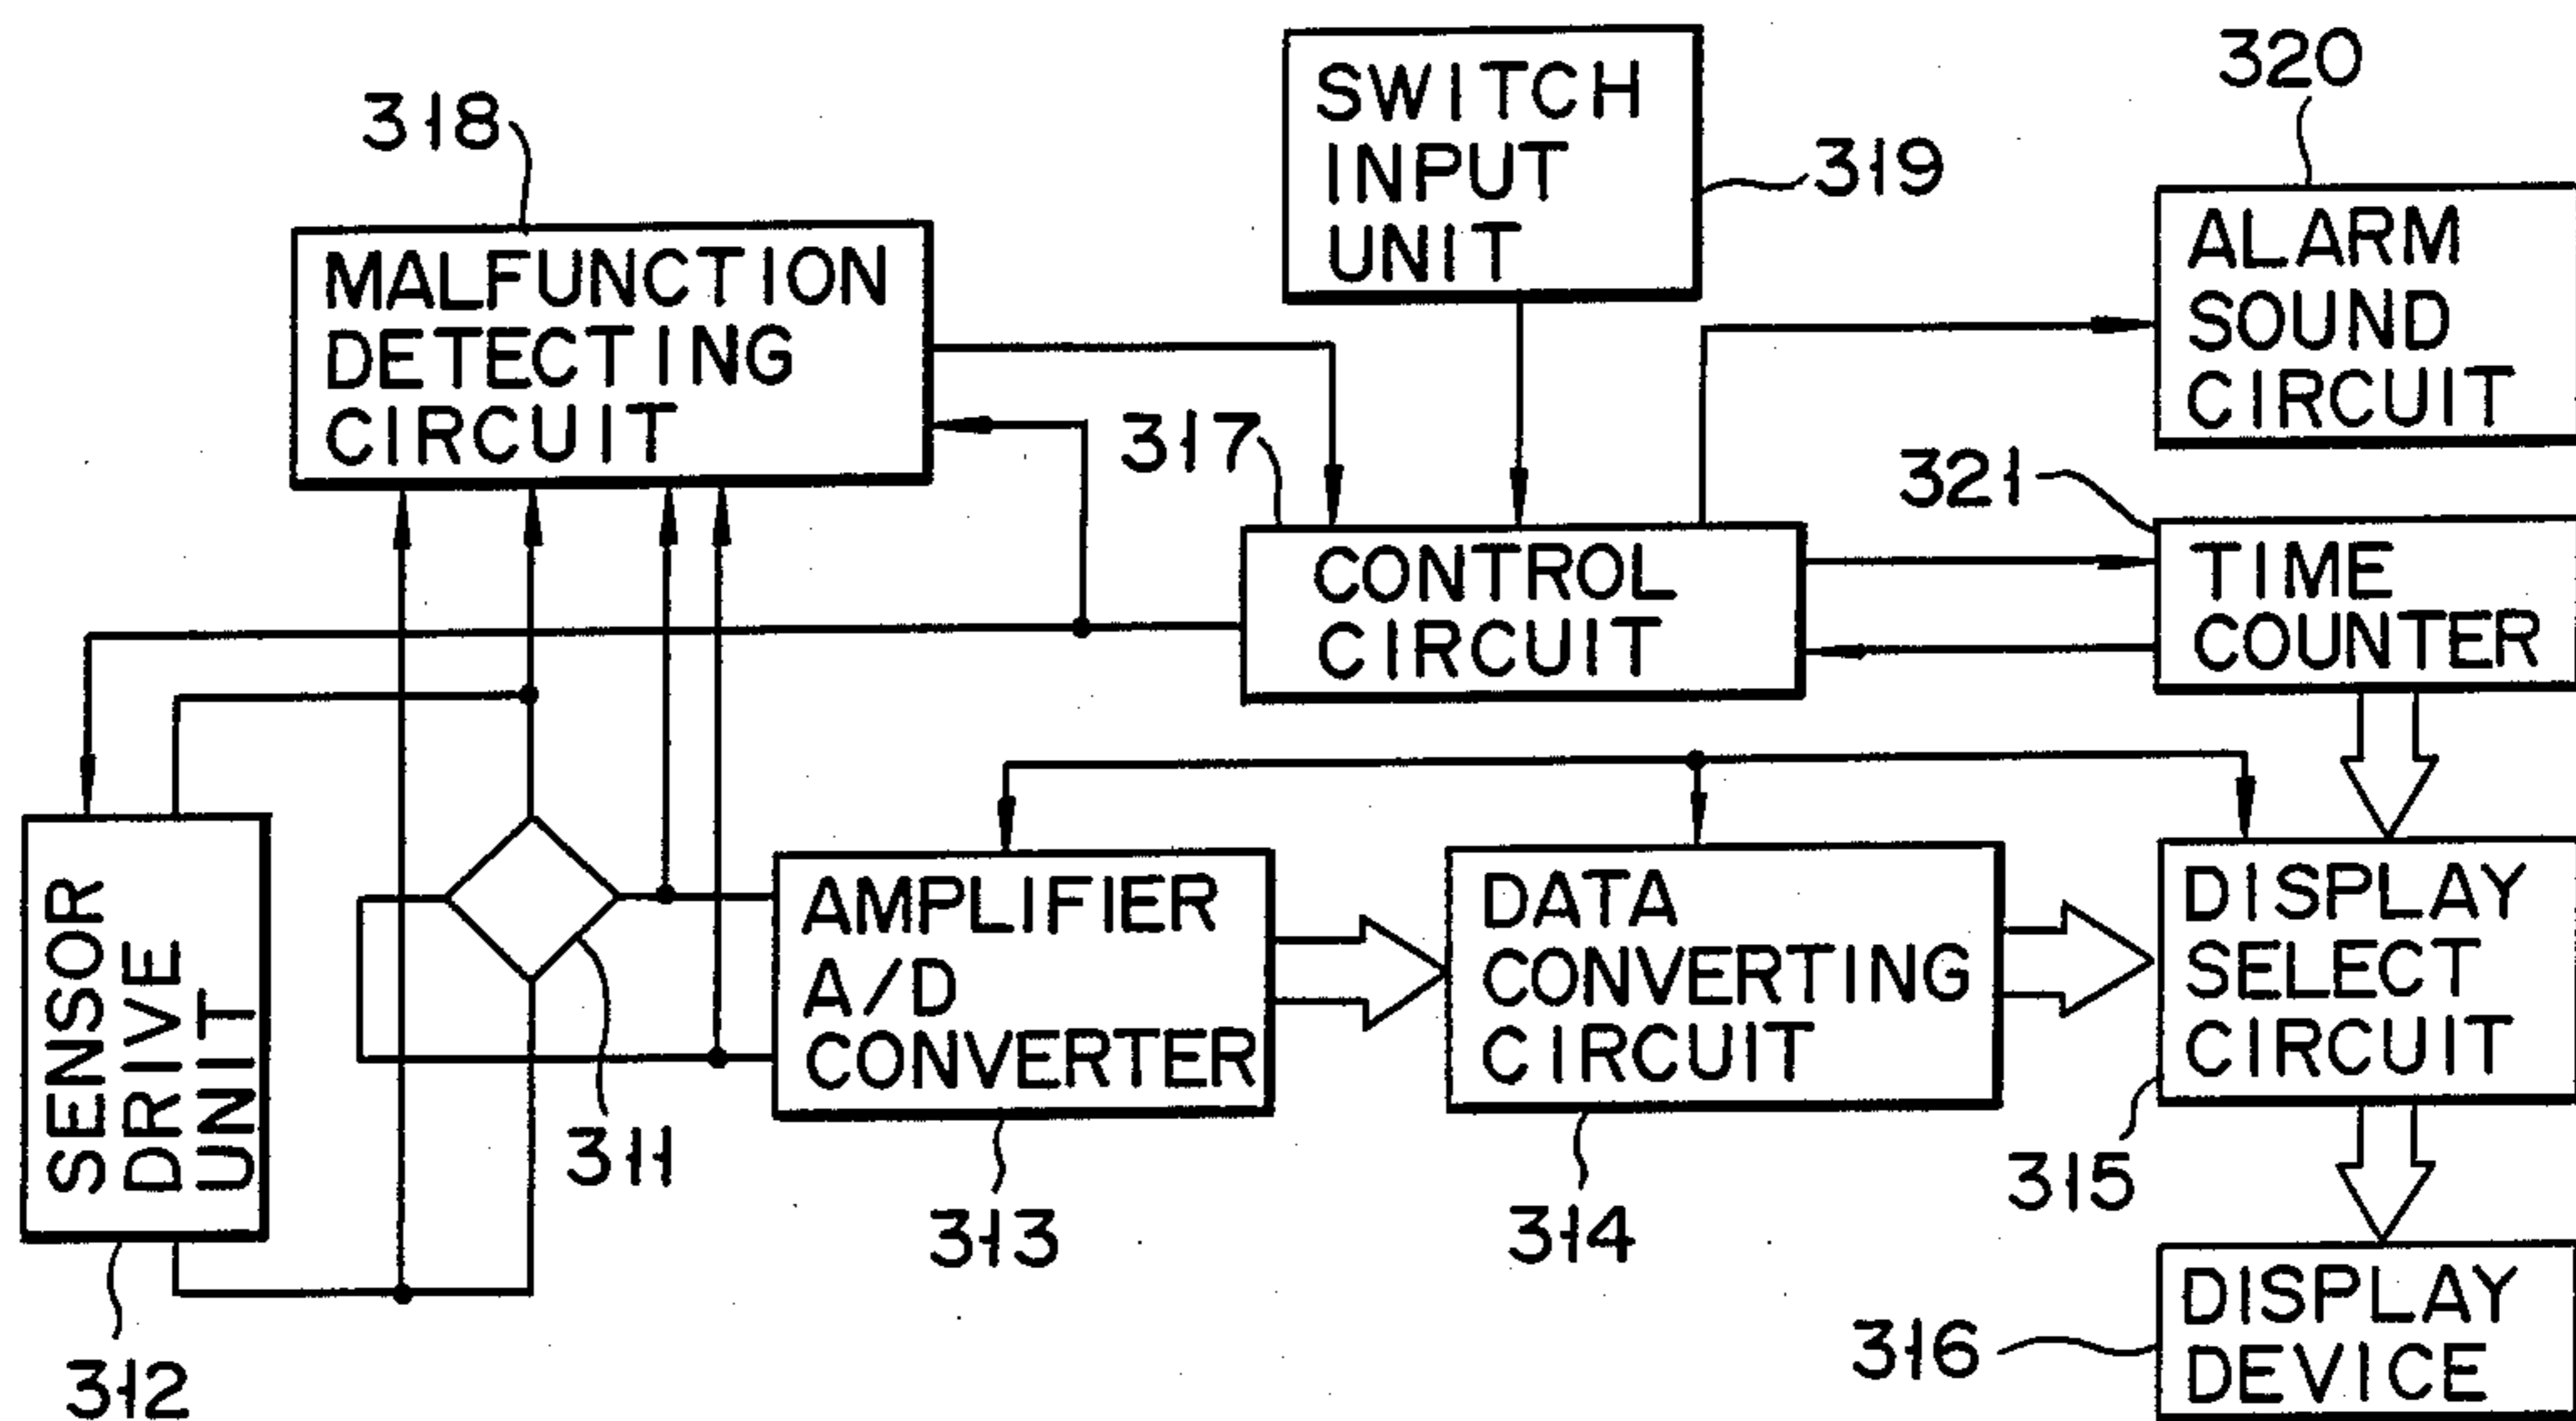 318
SWITCH
INPUT
UNIT
319
320
MALFUNCTION
DETECTING
CIRCUIT
ALARM
SOUND
CIRCUIT
317
321
CONTROL
CIRCUIT
TIME
COUNTER
SENSOR
DRIVE
UNIT
311
AMPLIFIER
A/D
CONVERTER
DATA
CONVERTING
CIRCUIT
DISPLAY
SELECT
CIRCUIT
312
313
314
315
316
DISPLAY
DEVICE